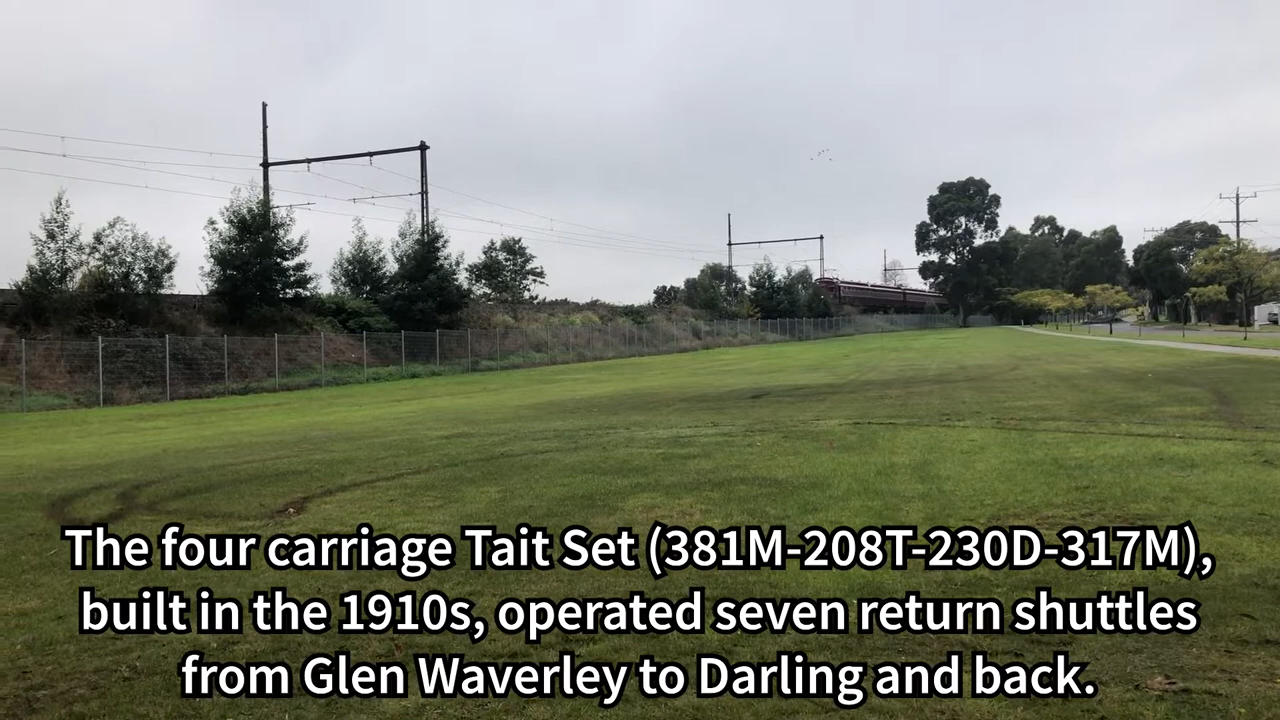 The four carriage Tait Set (381M-208T-230D-317M),
built in the 1910s, operated seven return shuttles
from Glen Waverley to Darling and back.